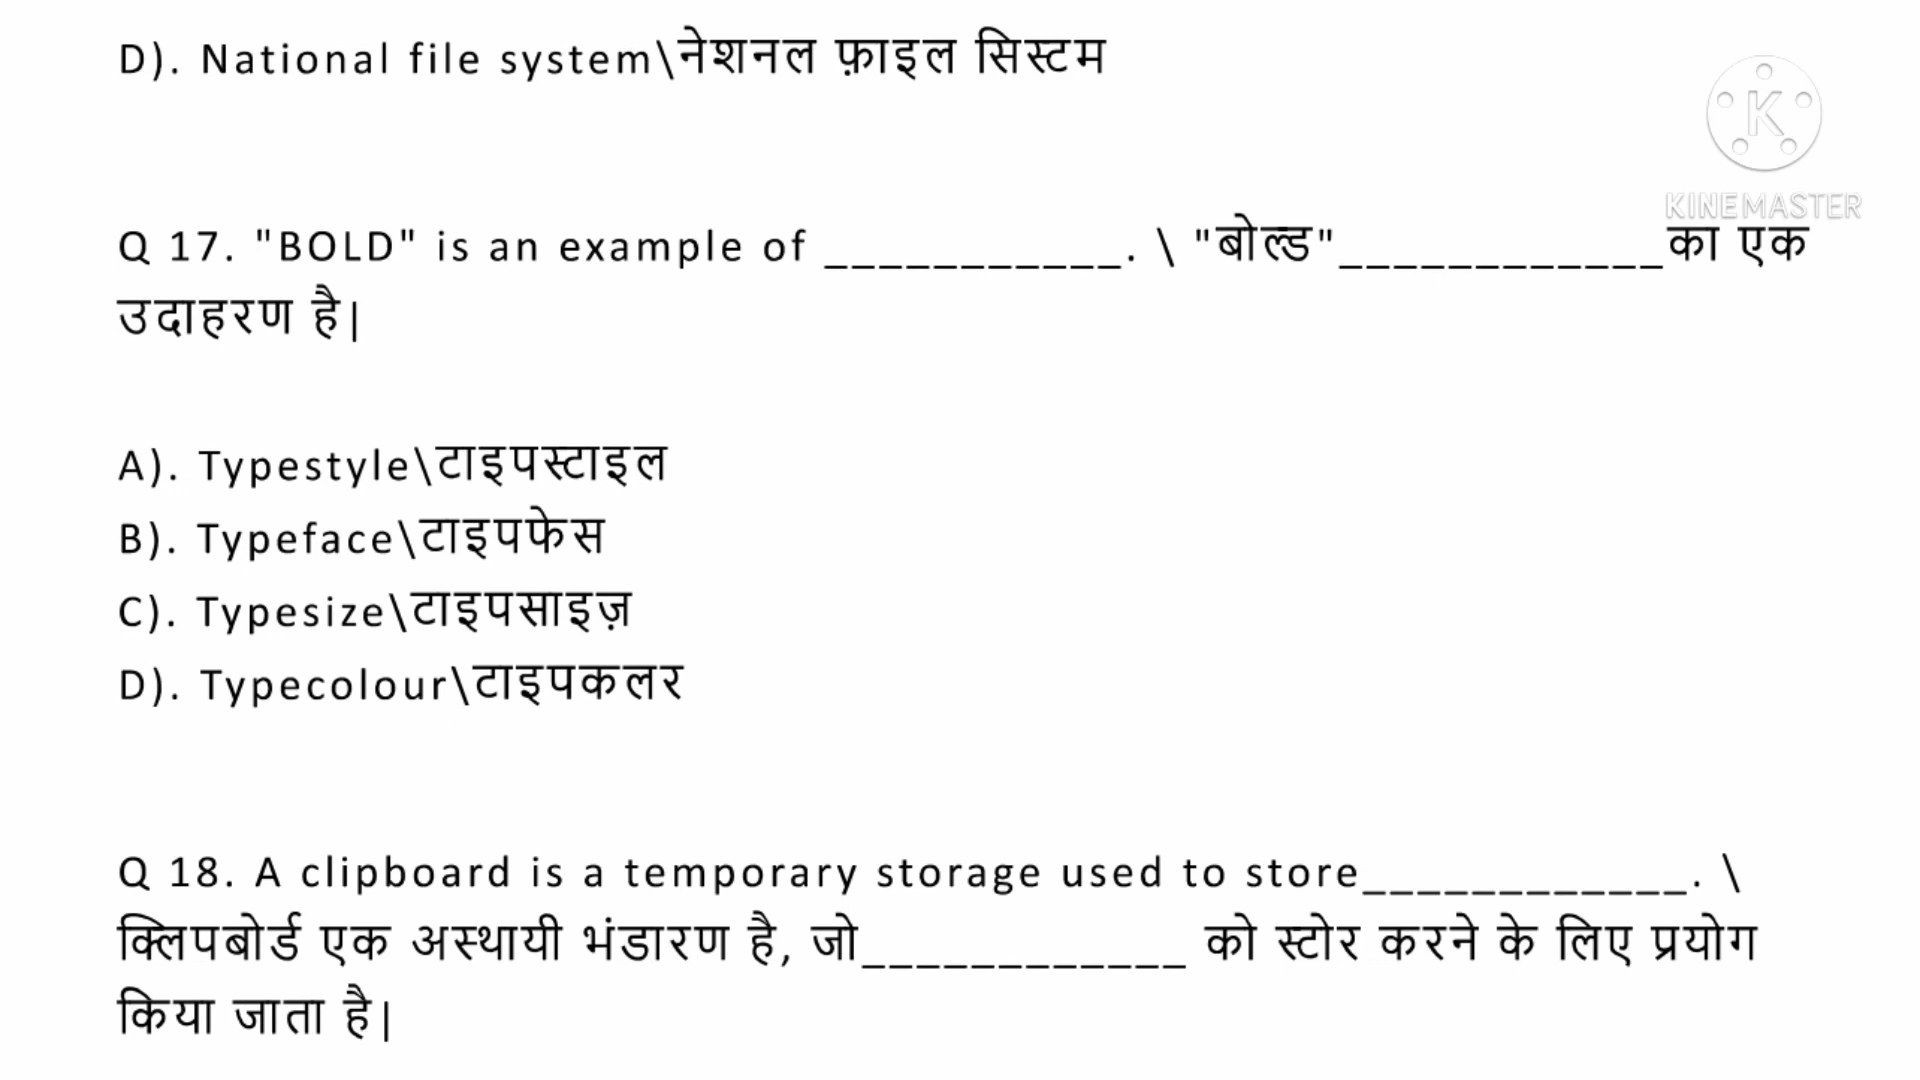 D). National file system\नेशनल फ़ाइल सिस्टम
K
KINEMASTER
Q 17. "BOLD" is an example of ___________. \ "बोल्ड"____________का एक
उदाहरण है|
A). Typestyle\टाइपस्टाइल
B). Typeface\टाइपफेस
C). Typesize\टाइपसाइज़
D). Typecolour\टाइपकलर
Q 18. A clipboard is a temporary storage used to store____________. \
क्लिपबोर्ड एक अस्थायी भंडारण है, जो____________ को स्टोर करने के लिए प्रयोग
किया जाता है|